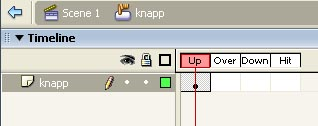 Scene 1 knapp
Timeline
Up Over Down Hit
knapp